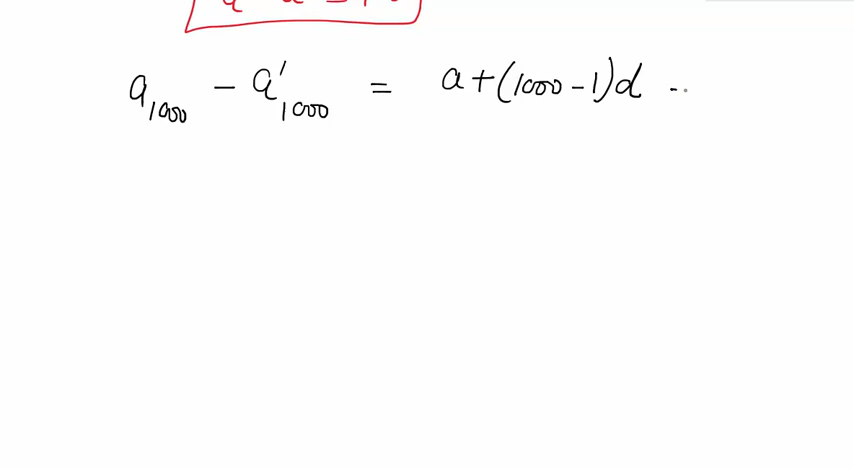 a₁₀₀₀ - a'₁₀₀₀ = a+(1000-1)d -